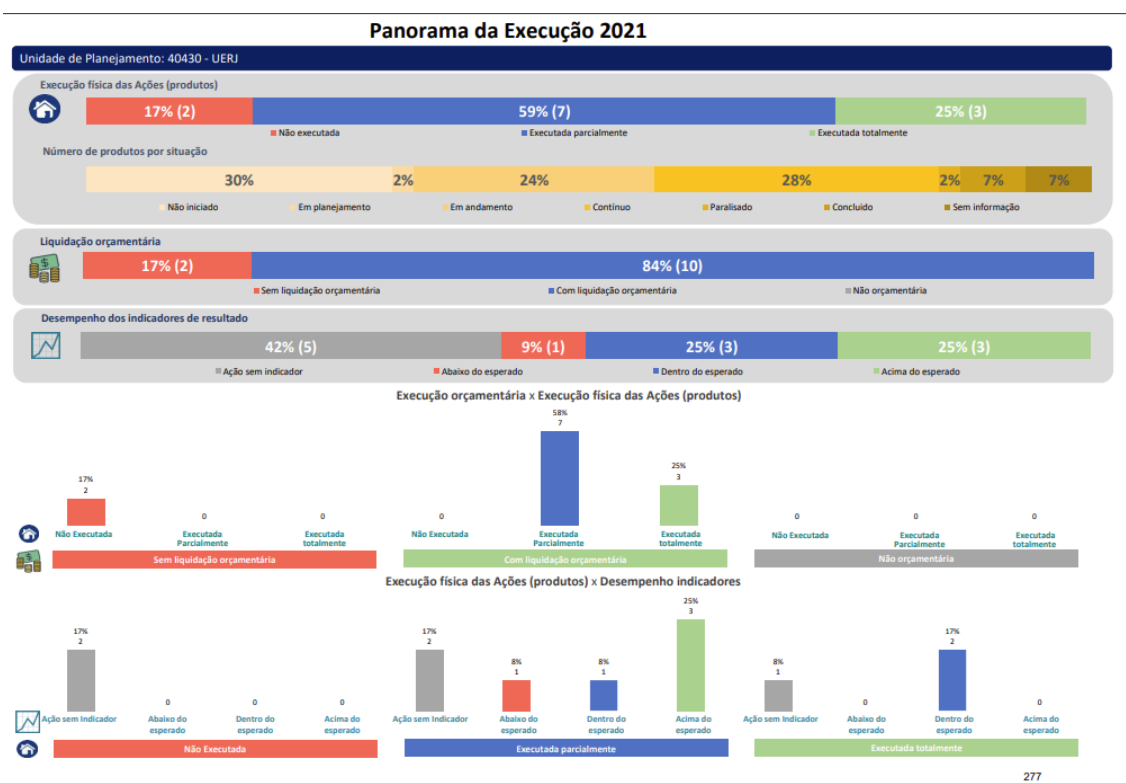 Panorama da Execução 2021
Unidade de Planejamento: 40430 - UERJ
Execução física das Ações (produtos)
17% (2) 59% (7) 25% (3)
Não executada Executada parcialmente Executada totalmente
Número de produtos por situação
30% 2% 24% 28% 2% 7% 7%
Não iniciado Em planejamento Em andamento Contínuo Paralisado Concluido Sem informação
Liquidação orçamentária
17% (2) 84% (10)
Sem liquidação orçamentária Com liquidação orçamentária Não orçamentária
Desempenho dos indicadores de resultado
42% (5) 9% (1) 25% (3) 25% (3)
Ação sem indicador Abaixo do esperado Dentro do esperado Acima do esperado
Execução orçamentária x Execução física das Ações (produtos)
58%
7
25%
3
17%
2
0 0 0 0 0 0
Não Executada Executada Executada Não Executada Executada Executada Não Executada Executada Executada
Parcialmente totalmente Parcialmente totalmente Parcialmente totalmente
Sem liquidação orçamentária Com liquidação orçamentária Não orçamentária
Execução física das Ações (produtos) x Desempenho indicadores
25%
3
17% 17% 17%
2 2 2
8% 8% 8%
1 1 1
0 0 0 0 0
Ação sem Indicador Abaixo do Dentro do Acima do Ação sem Indicador Abaixo do Dentro do Acima do Ação sem Indicador Abaixo do Dentro do Acima do
esperado esperado esperado esperado esperado esperado esperado esperado esperado
Não Executada Executada parcialmente Executada totalmente
277